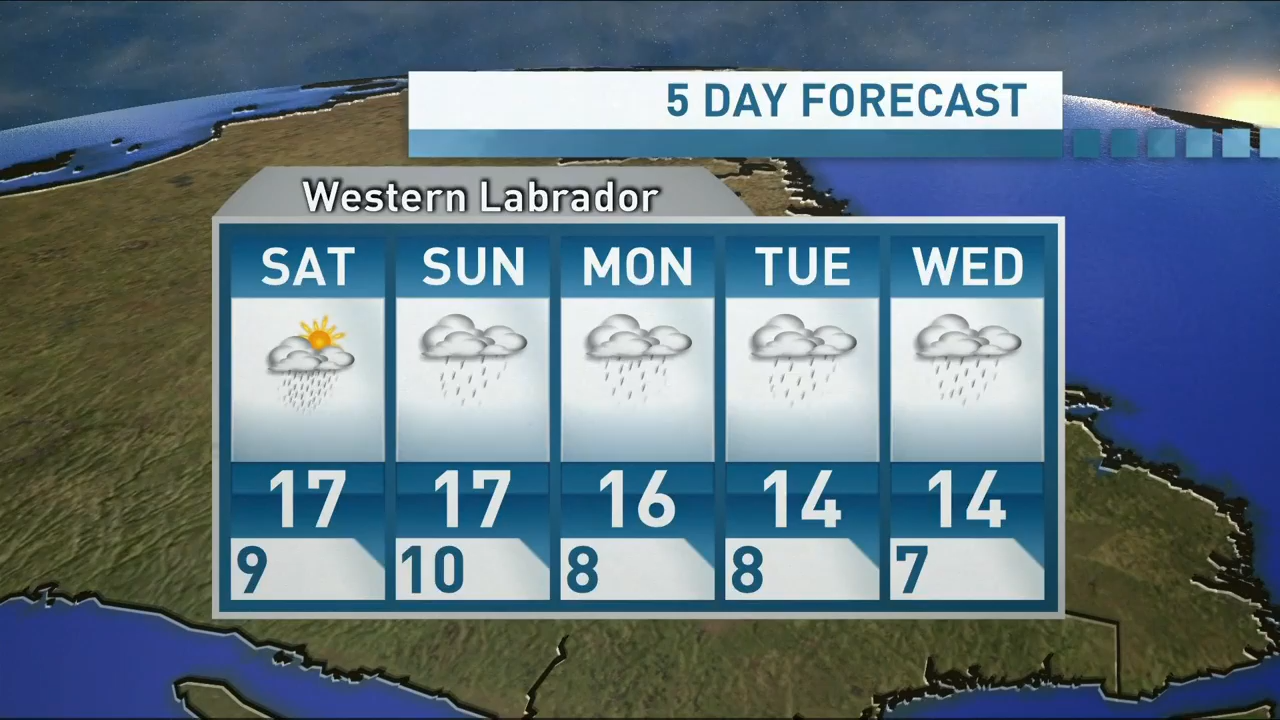 5 DAY FORECAST
Western Labrador
SAT SUN MON TUE WED
17 17 16 14 14
9 10 8 8 7